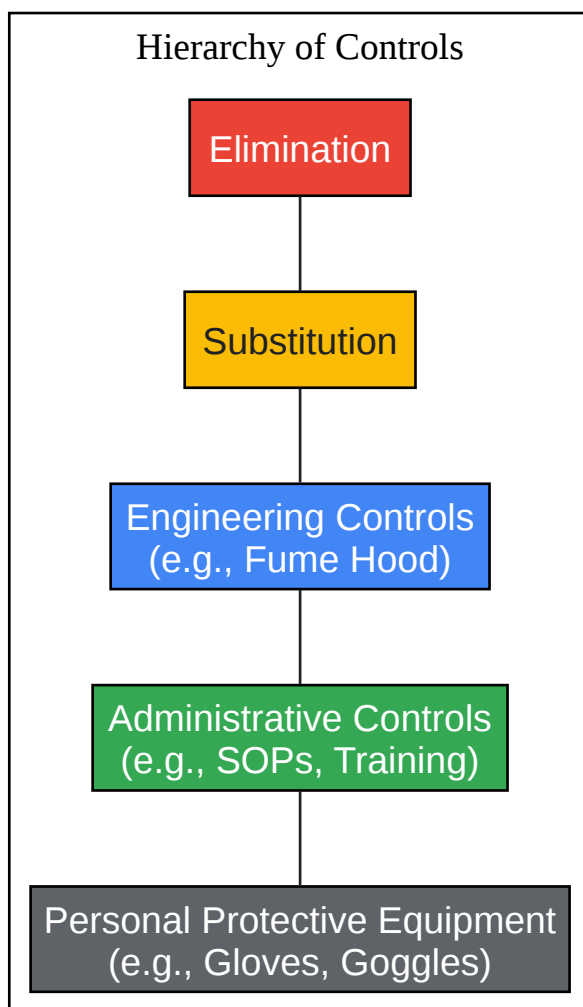 Hierarchy of Controls
Elimination
Substitution
Engineering Controls
(e.g., Fume Hood)
Administrative Controls
(e.g., SOPs, Training)
Personal Protective Equipment
(e.g., Gloves, Goggles)